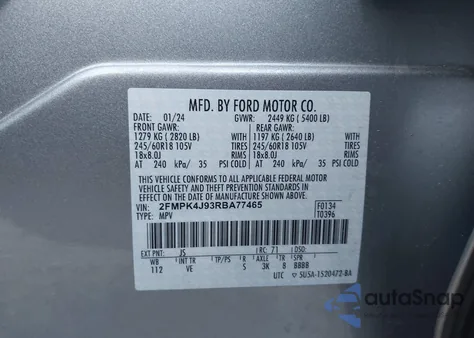 MFD. BY FORD MOTOR CO.
DATE: 01/24 GVWR: 2449 KG ( 5400 LB)
FRONT GAWR: REAR GAWR:
1279 KG ( 2820 LB) 1197 KG ( 2640 LB)
245/60R18 105V TIRES 245/60R18 105V
18x8.0J RIMS 18x8.0J
AT 240 kPa/ 35 PSI COLD AT 240 kPa/ 35 PSI COLD
THIS VEHICLE CONFORMS TO ALL APPLICABLE FEDERAL MOTOR
VEHICLE SAFETY AND THEFT PREVENTION STANDARDS IN EFFECT
ON THE DATE OF MANUFACTURE SHOWN ABOVE.
VIN: 2FMPK4J93RBA77465 F0134
TYPE: MPV T0396
EXT PNT: JS RC: 71 DSO:
WB INT TR TP/PS R AXLE TR SPR
112 VE S 3K 8 BBBB
UTC
autoSnap